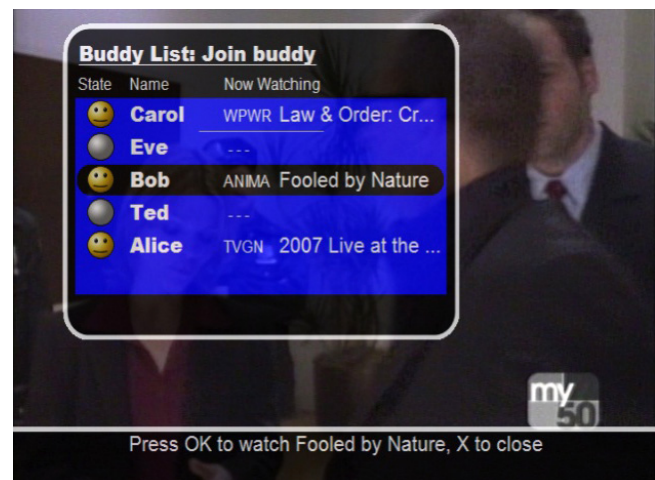 Buddy List: Join buddy
State Name Now Watching
Carol WPWR Law & Order: Cr...
Eve ---
Bob ANIMA Fooled by Nature
Ted ---
Alice TVGN 2007 Live at the ...
my
50
Press OK to watch Fooled by Nature, X to close